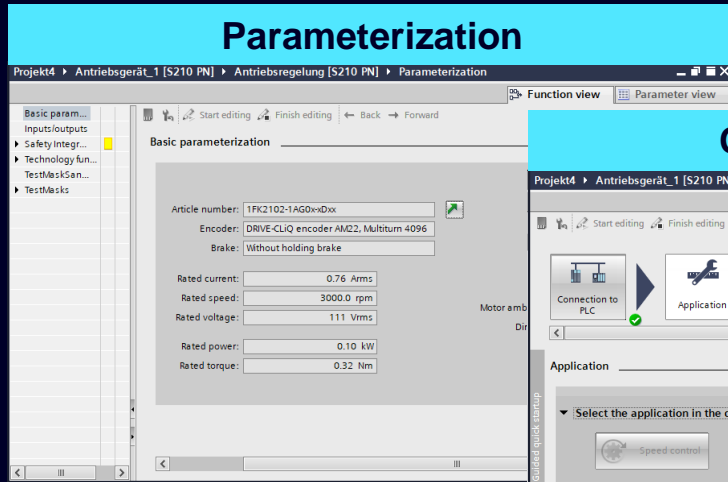 Parameterization
Projekt4 ▸ Antriebsgerät_1 [S210 PN] ▸ Antriebsregelung [S210 PN] ▸ Parameterization
Function view Parameter view
Basic param...
Inputs/outputs
Safety Integr...
Technology fun...
TestMaskSan...
TestMasks
Start editing Finish editing Back Forward
Basic parameterization
Article number: 1FK2102-1AG0x-xDxx
Encoder: DRIVE-CLiQ encoder AM22, Multiturn 4096
Brake: Without holding brake
Rated current: 0.76 Arms
Rated speed: 3000.0 rpm
Rated voltage: 111 Vrms
Rated power: 0.10 kW
Rated torque: 0.32 Nm
Motor amb
Dir
Projekt4 ▸ Antriebsgerät_1 [S210 PN
Start editing Finish editing
Connection to
PLC
Application
Application
Guided quick startup
Select the application in the
Speed control